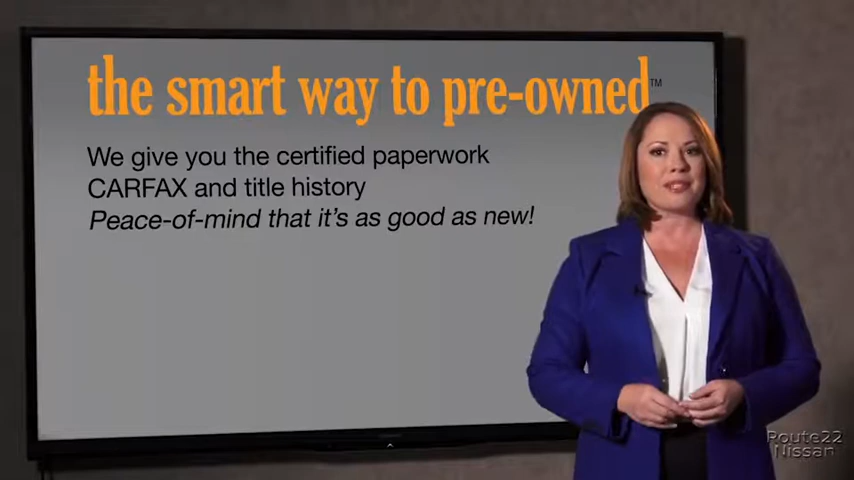 the smart way to pre-owned™
We give you the certified paperwork
CARFAX and title history
Peace-of-mind that it's as good as new!
Route22
Nissan